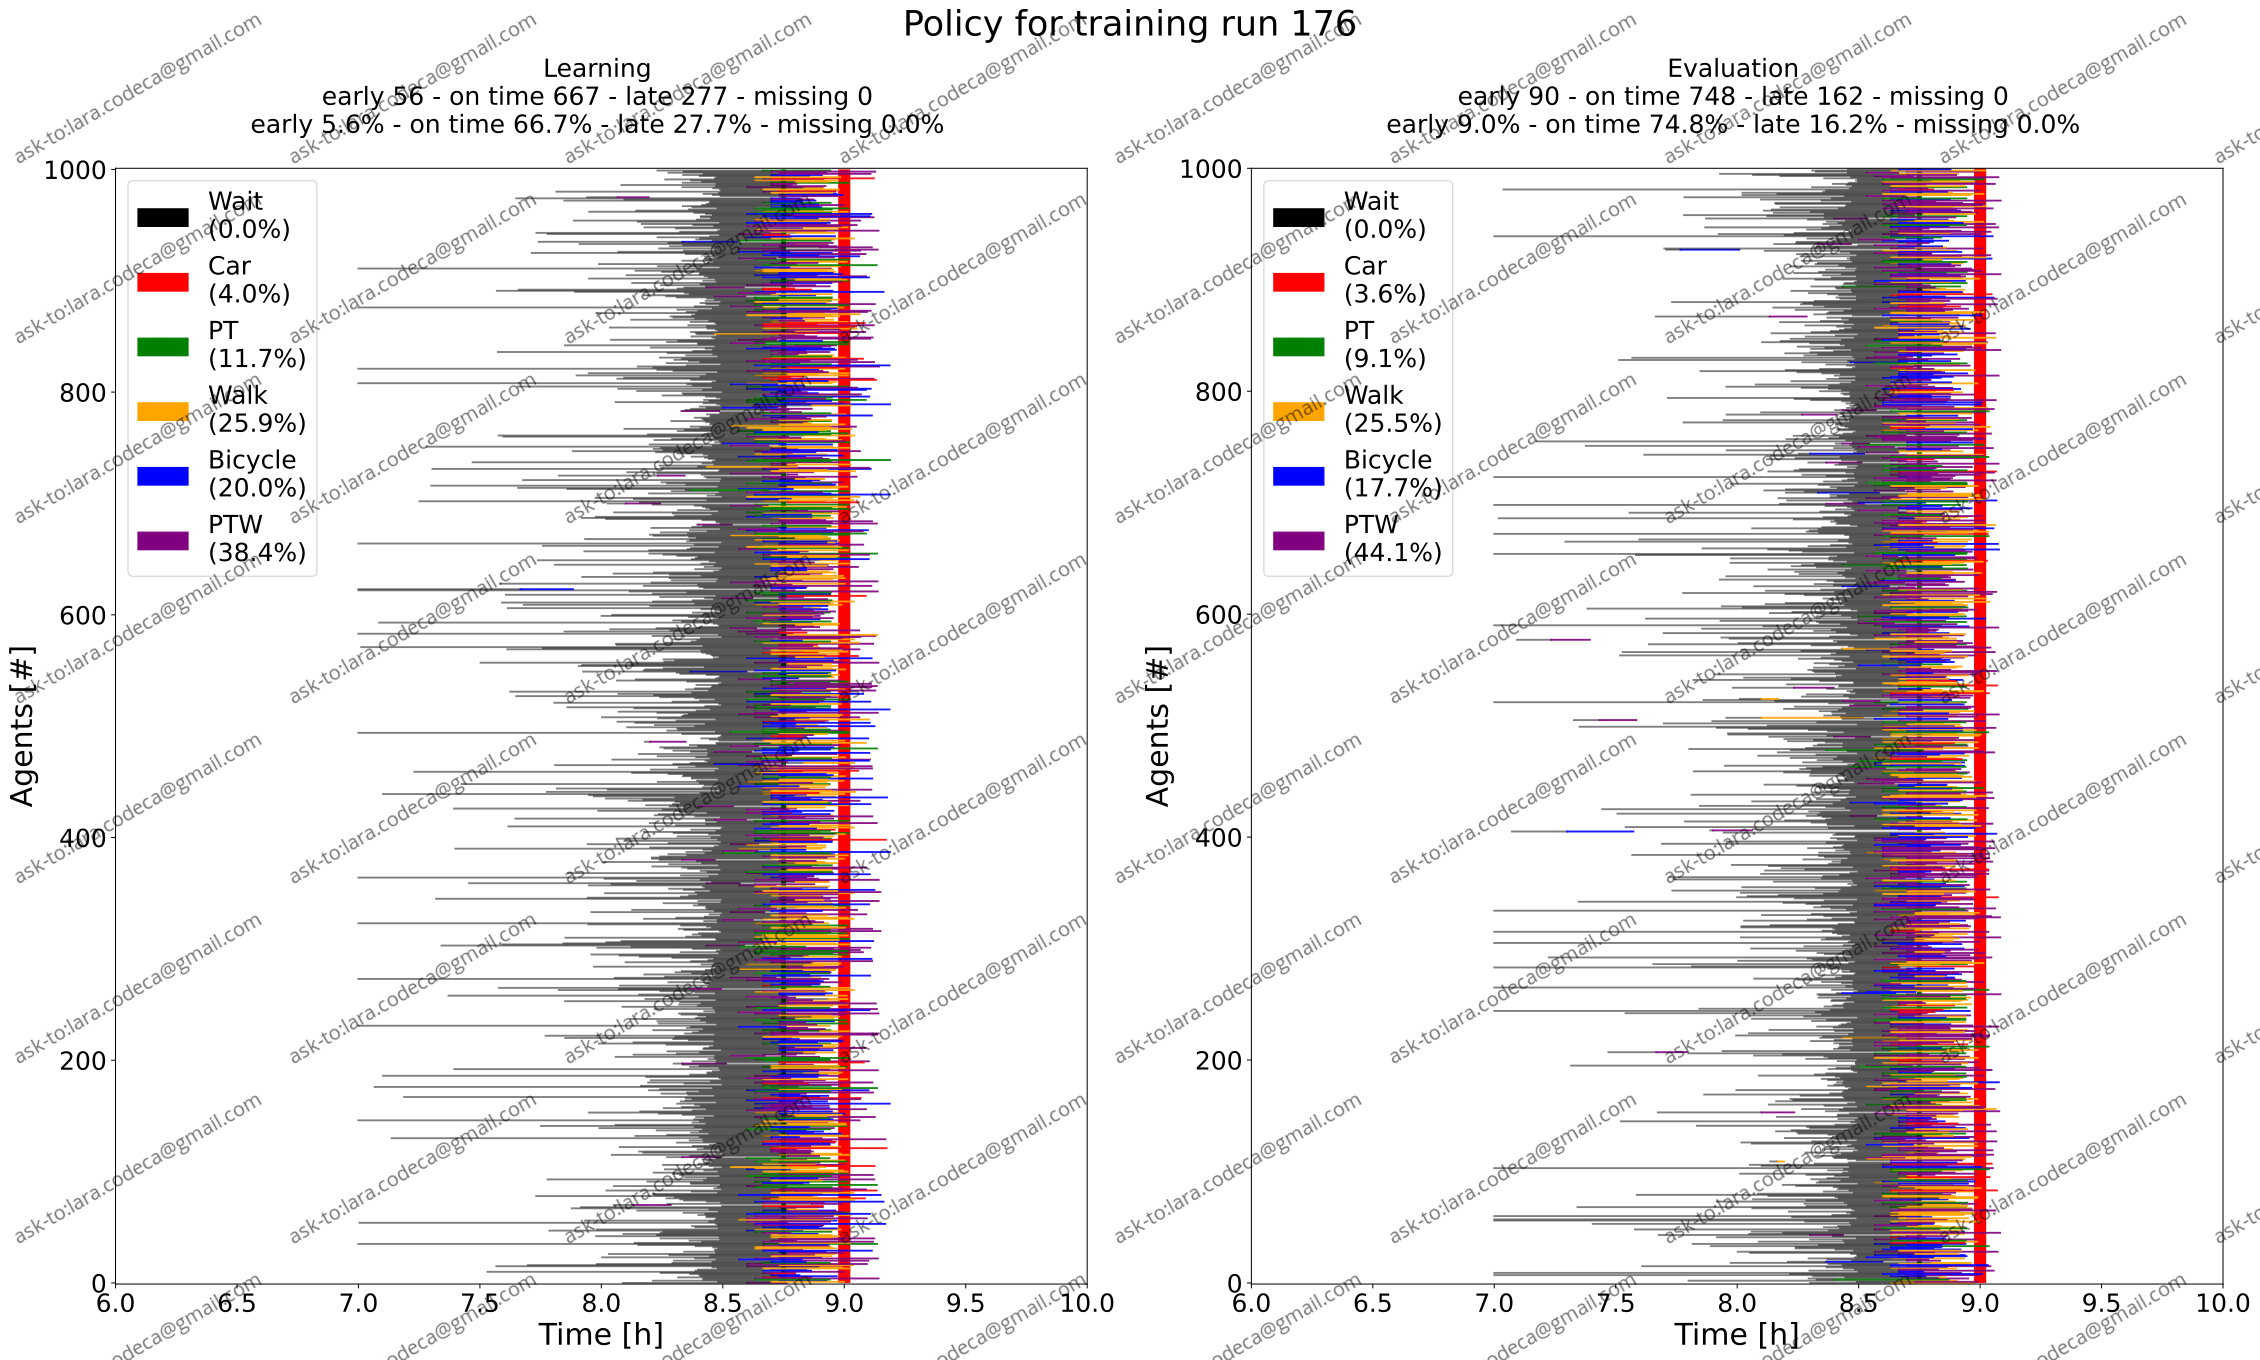 Policy for training run 176
Learning
early 56 - on time 667 - late 277 - missing 0
early 5.6% - on time 66.7% - late 27.7% - missing 0.0%
Evaluation
early 90 - on time 748 - late 162 - missing 0
early 9.0% - on time 74.8% - late 16.2% - missing 0.0%
Agents [#]
1000
800
600
400
200
0
Wait
(0.0%)
Car
(4.0%)
PT
(11.7%)
Walk
(25.9%)
Bicycle
(20.0%)
PTW
(38.4%)
6.0 6.5 7.0 7.5 8.0 8.5 9.0 9.5 10.0
Time [h]
Agents [#]
1000
800
600
400
200
0
Wait
(0.0%)
Car
(3.6%)
PT
(9.1%)
Walk
(25.5%)
Bicycle
(17.7%)
PTW
(44.1%)
6.0 6.5 7.0 7.5 8.0 8.5 9.0 9.5 10.0
Time [h]
ask-to:lara.codeca@gmail.com